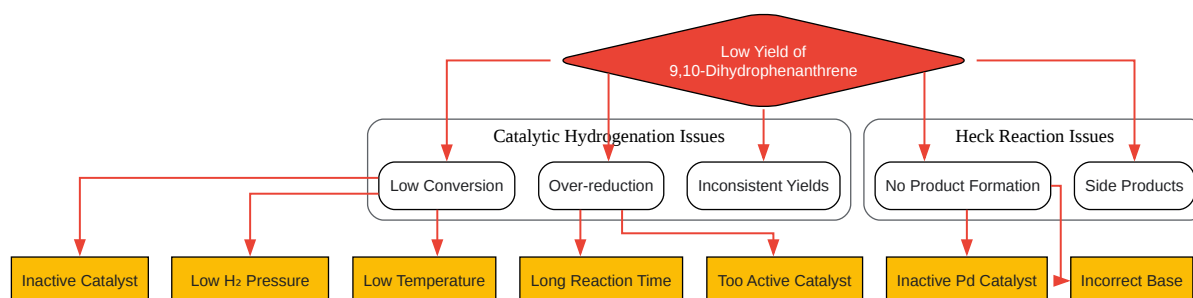 Low Yield of
9,10-Dihydrophenanthrene
Catalytic Hydrogenation Issues
Heck Reaction Issues
Low Conversion
Over-reduction
Inconsistent Yields
No Product Formation
Side Products
Inactive Catalyst
Low H₂ Pressure
Low Temperature
Long Reaction Time
Too Active Catalyst
Inactive Pd Catalyst
Incorrect Base